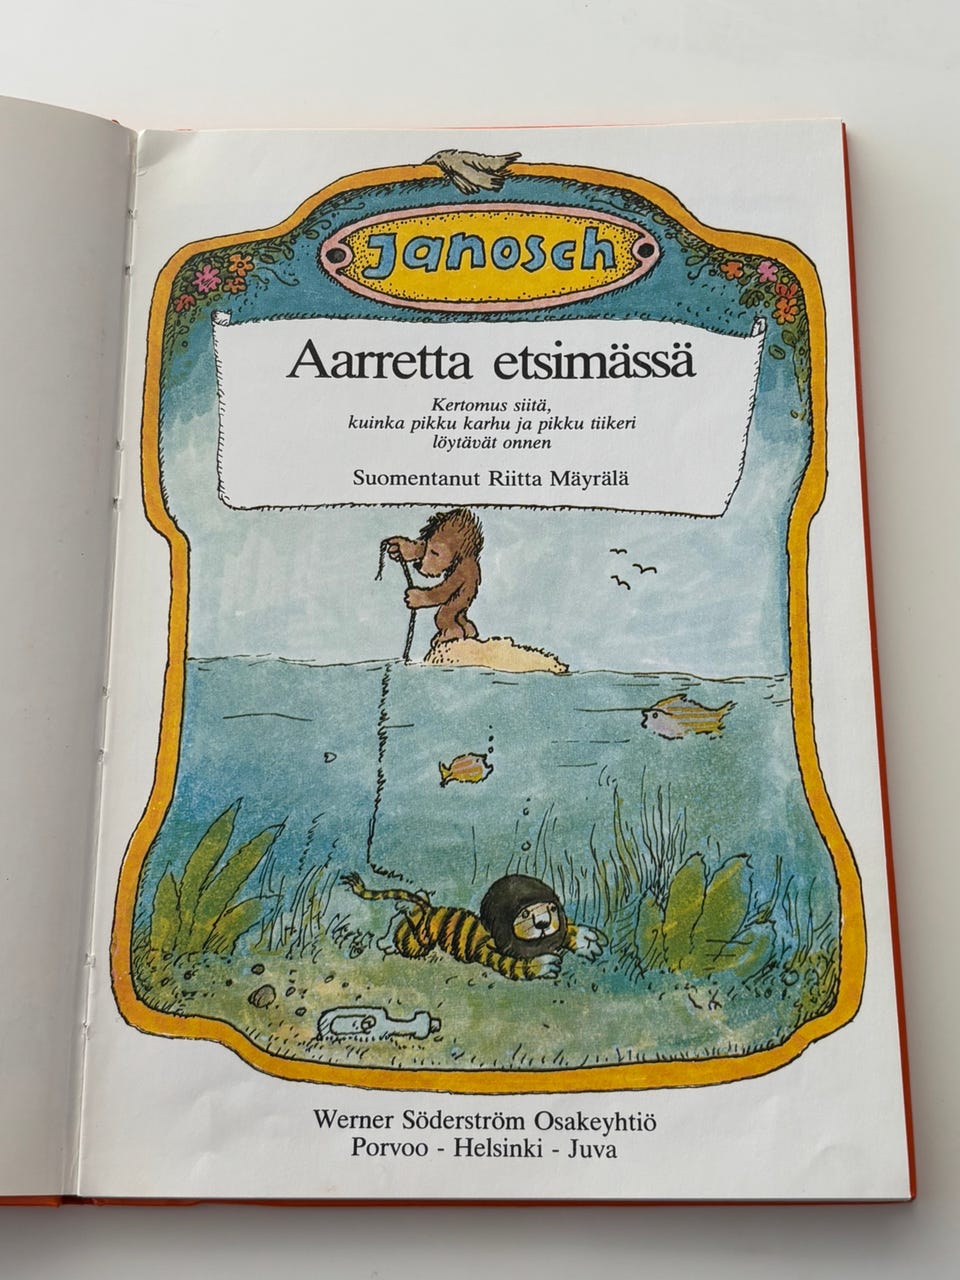 Janosch
Aarretta etsimässä
Kertomus siitä,
kuinka pikku karhu ja pikku tiikeri
löytävät onnen
Suomentanut Riitta Mäyrälä
Werner Söderström Osakeyhtiö
Porvoo - Helsinki - Juva